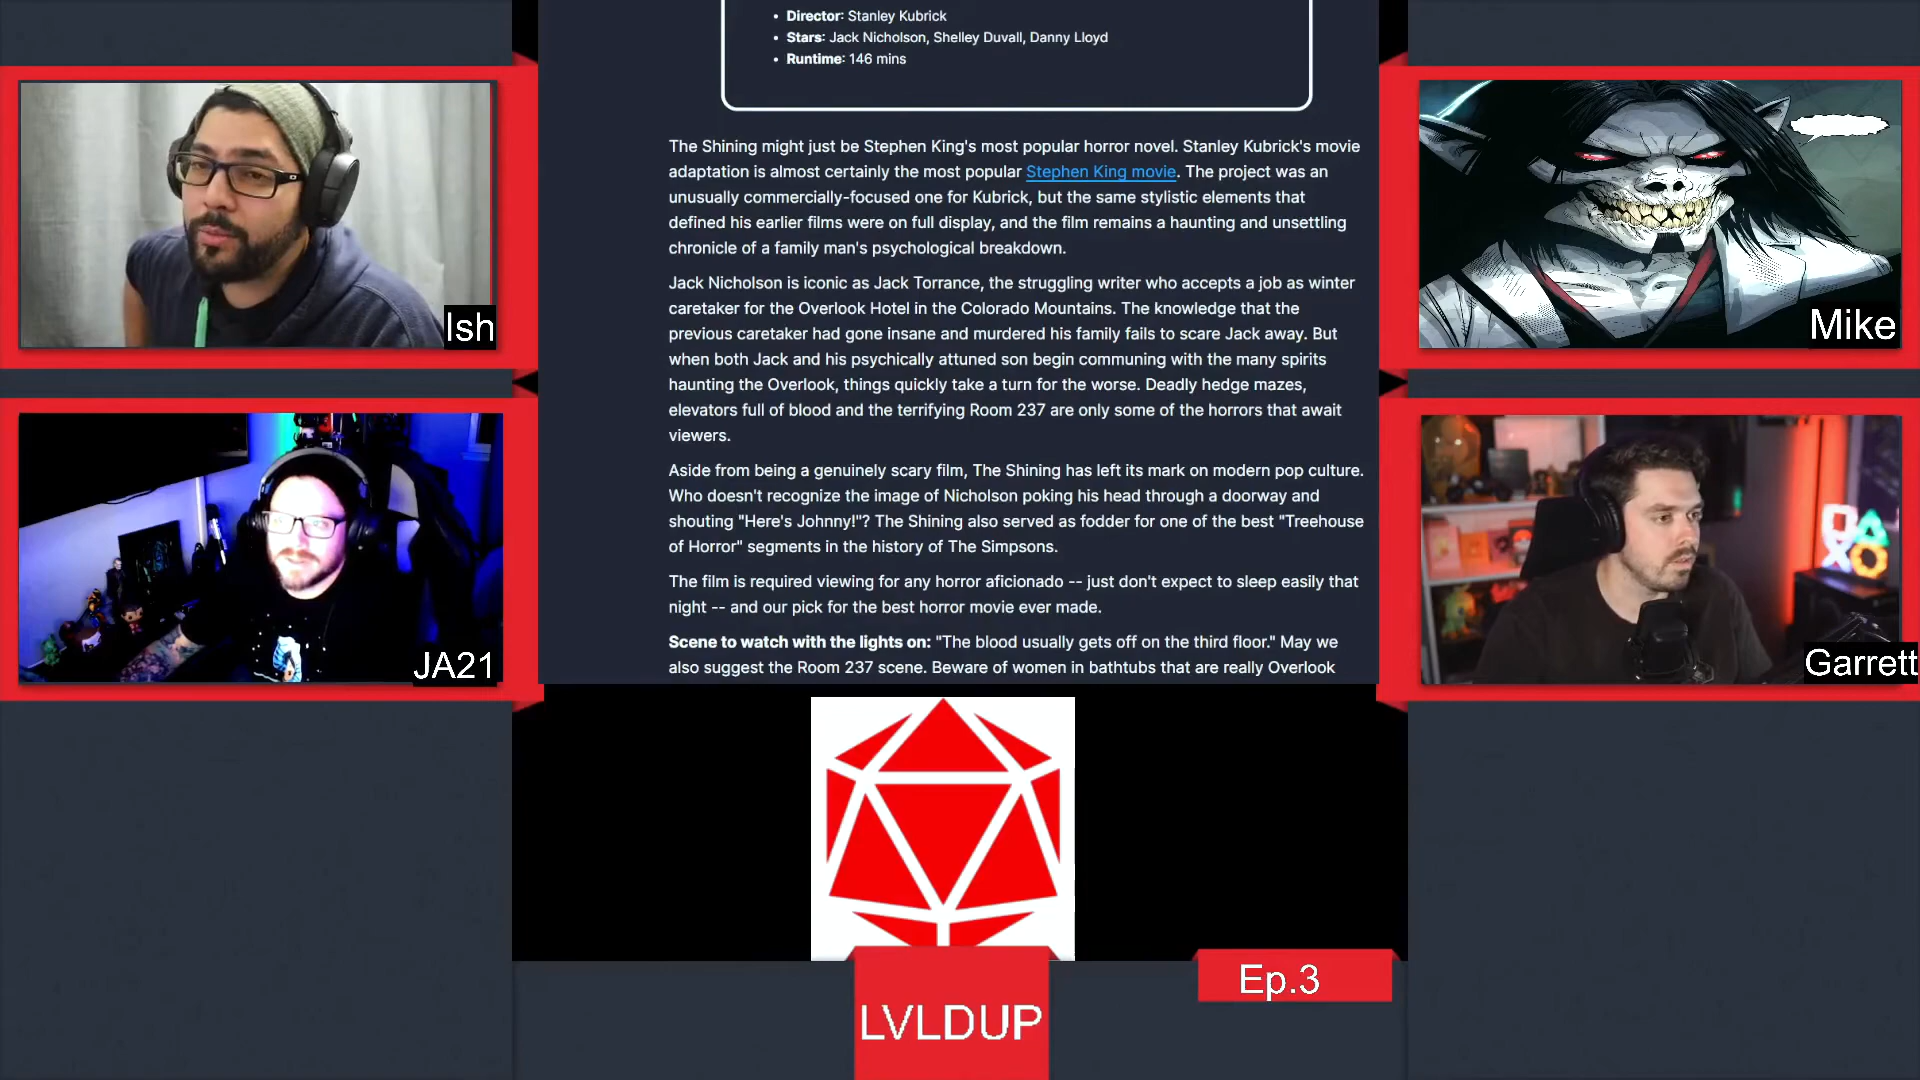 • Director: Stanley Kubrick
• Stars: Jack Nicholson, Shelley Duvall, Danny Lloyd
• Runtime: 146 mins
The Shining might just be Stephen King's most popular horror novel. Stanley Kubrick's movie
adaptation is almost certainly the most popular Stephen King movie. The project was an
unusually commercially-focused one for Kubrick, but the same stylistic elements that
defined his earlier films were on full display, and the film remains a haunting and unsettling
chronicle of a family man's psychological breakdown.
Jack Nicholson is iconic as Jack Torrance, the struggling writer who accepts a job as winter
caretaker for the Overlook Hotel in the Colorado Mountains. The knowledge that the
previous caretaker had gone insane and murdered his family fails to scare Jack away. But
when both Jack and his psychically attuned son begin communing with the many spirits
haunting the Overlook, things quickly take a turn for the worse. Deadly hedge mazes,
elevators full of blood and the terrifying Room 237 are only some of the horrors that await
viewers.
Aside from being a genuinely scary film, The Shining has left its mark on modern pop culture.
Who doesn't recognize the image of Nicholson poking his head through a doorway and
shouting "Here's Johnny!"? The Shining also served as fodder for one of the best "Treehouse
of Horror" segments in the history of The Simpsons.
The film is required viewing for any horror aficionado -- just don't expect to sleep easily that
night -- and our pick for the best horror movie ever made.
Scene to watch with the lights on: "The blood usually gets off on the third floor." May we
also suggest the Room 237 scene. Beware of women in bathtubs that are really Overlook
Ish
JA21
Mike
Garrett
Ep.3
LVLDUP